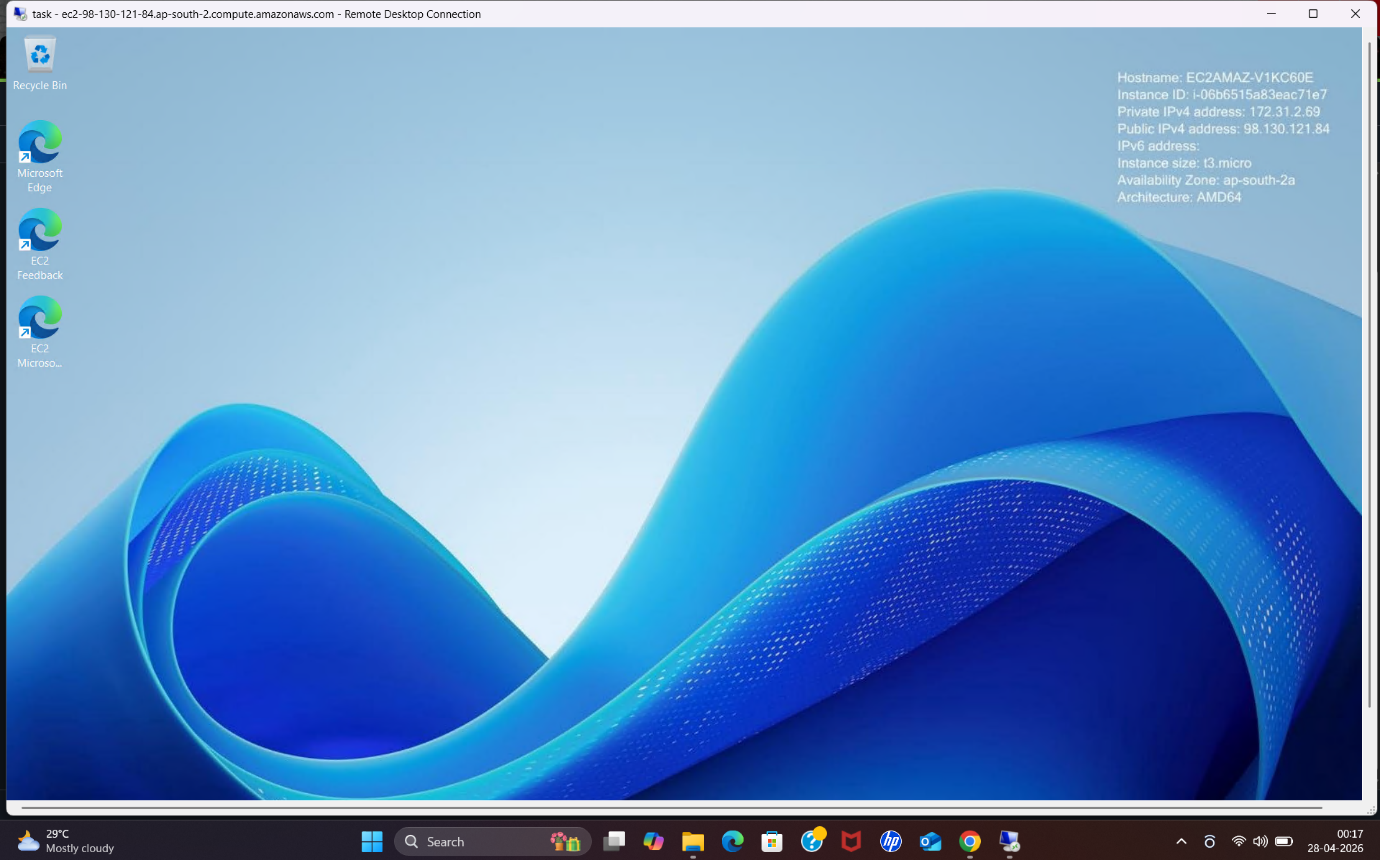 task - ec2-98-130-121-84.ap-south-2.compute.amazonaws.com - Remote Desktop Connection
Recycle Bin
Microsoft
Edge
EC2
Feedback
EC2
Microso...
Hostname: EC2AMAZ-V1KC60E
Instance ID: i-06b6515a83eac71e7
Private IPv4 address: 172.31.2.69
Public IPv4 address: 98.130.121.84
IPv6 address:
Instance size: t3.micro
Availability Zone: ap-south-2a
Architecture: AMD64
29°C
Mostly cloudy
Search
hp
00:17
28-04-2026